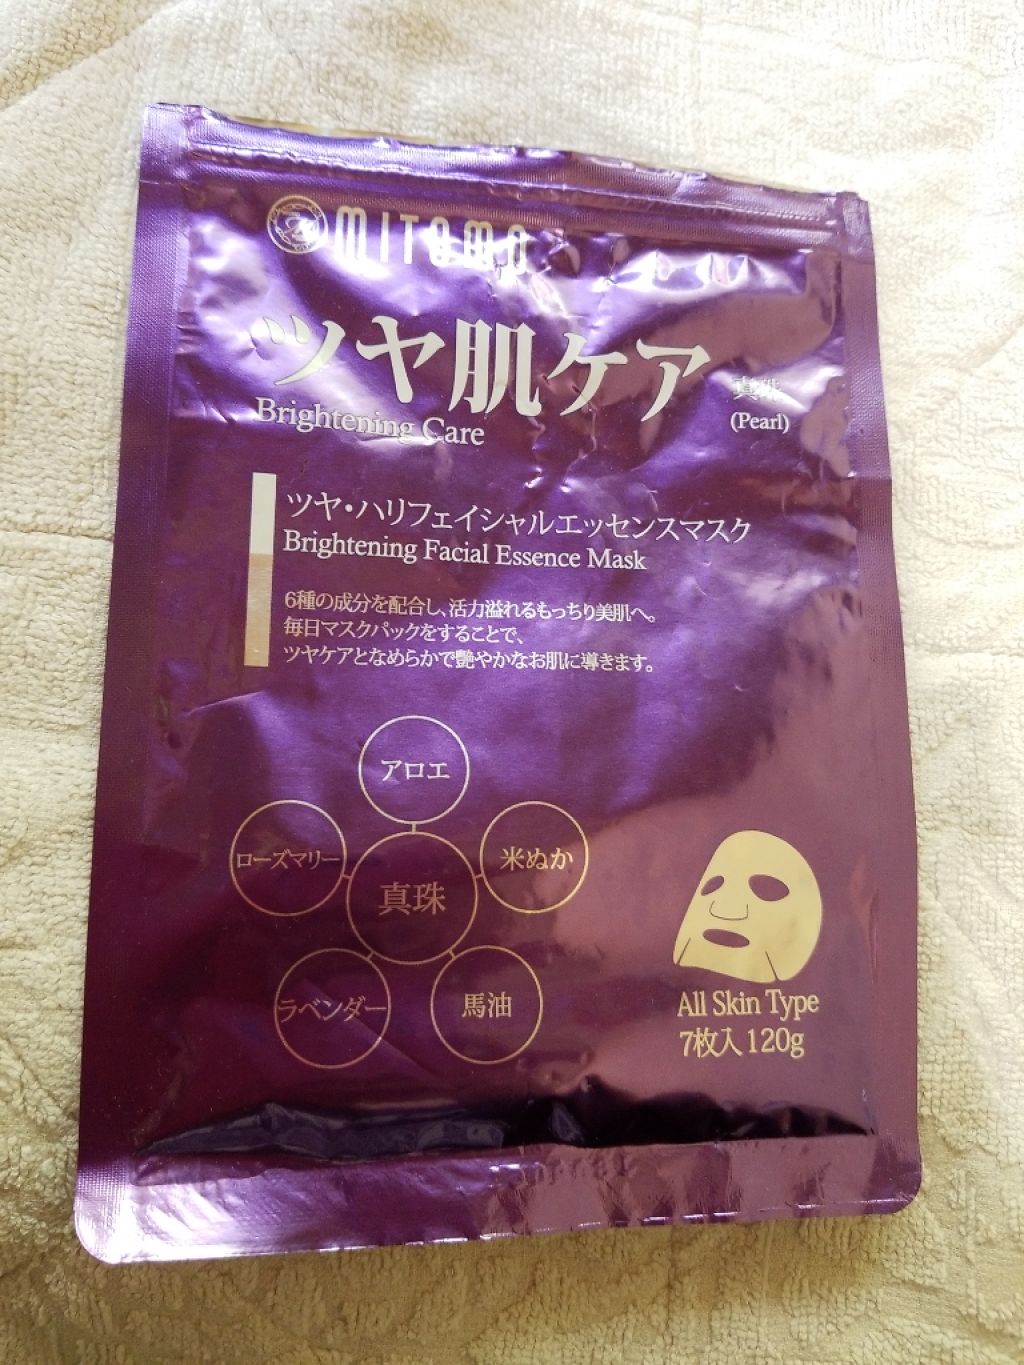 MITOMO
ツヤ肌ケア
真珠
(Pearl)
Brightening Care
ツヤ・ハリフェイシャルエッセンスマスク
Brightening Facial Essence Mask
6種の成分を配合し、活力溢れるもっちり美肌へ。
毎日マスクパックをすることで、
ツヤケアとなめらかで艶やかなお肌に導きます。
アロエ
ローズマリー
米ぬか
真珠
ラベンダー
馬油
All Skin Type
7枚入 120g